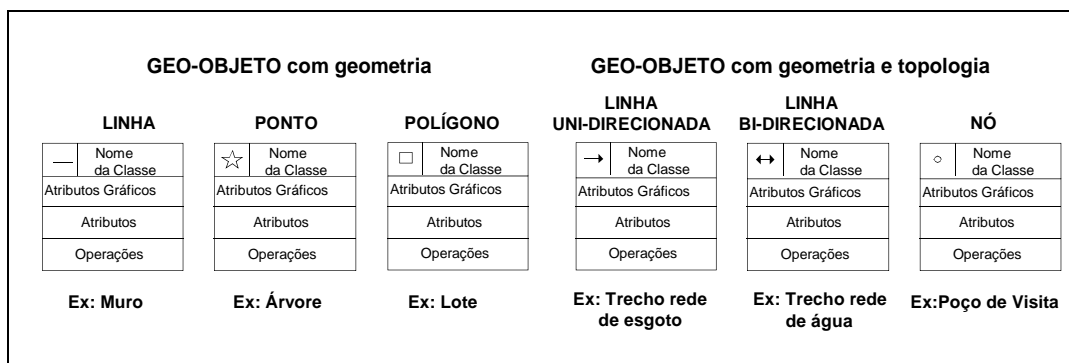 GEO-OBJETO com geometria
GEO-OBJETO com geometria e topologia
LINHA
PONTO
POLÍGONO
LINHA
UNI-DIRECIONADA
LINHA
BI-DIRECIONADA
NÓ
Nome
da Classe
Atributos Gráficos
Atributos
Operações
Nome
da Classe
Atributos Gráficos
Atributos
Operações
Nome
da Classe
Atributos Gráficos
Atributos
Operações
Nome
da Classe
Atributos Gráficos
Atributos
Operações
Nome
da Classe
Atributos Gráficos
Atributos
Operações
Nome
da Classe
Atributos Gráficos
Atributos
Operações
Ex: Muro
Ex: Árvore
Ex: Lote
Ex: Trecho rede
de esgoto
Ex: Trecho rede
de água
Ex:Poço de Visita